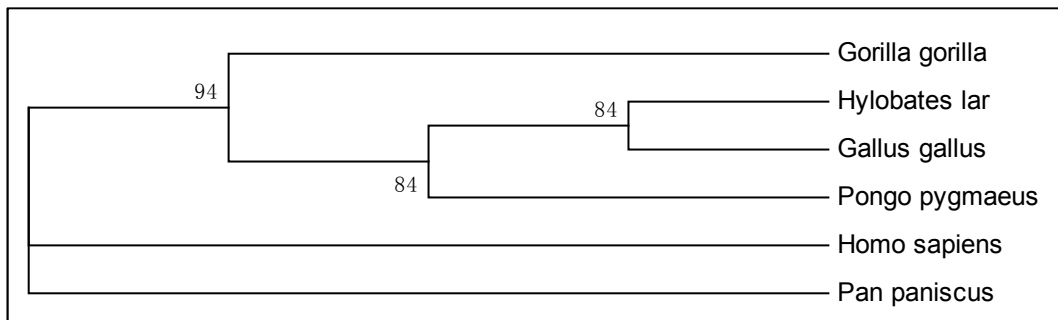 Gorilla gorilla
94
Hylobates lar
84
Gallus gallus
84
Pongo pygmaeus
Homo sapiens
Pan paniscus